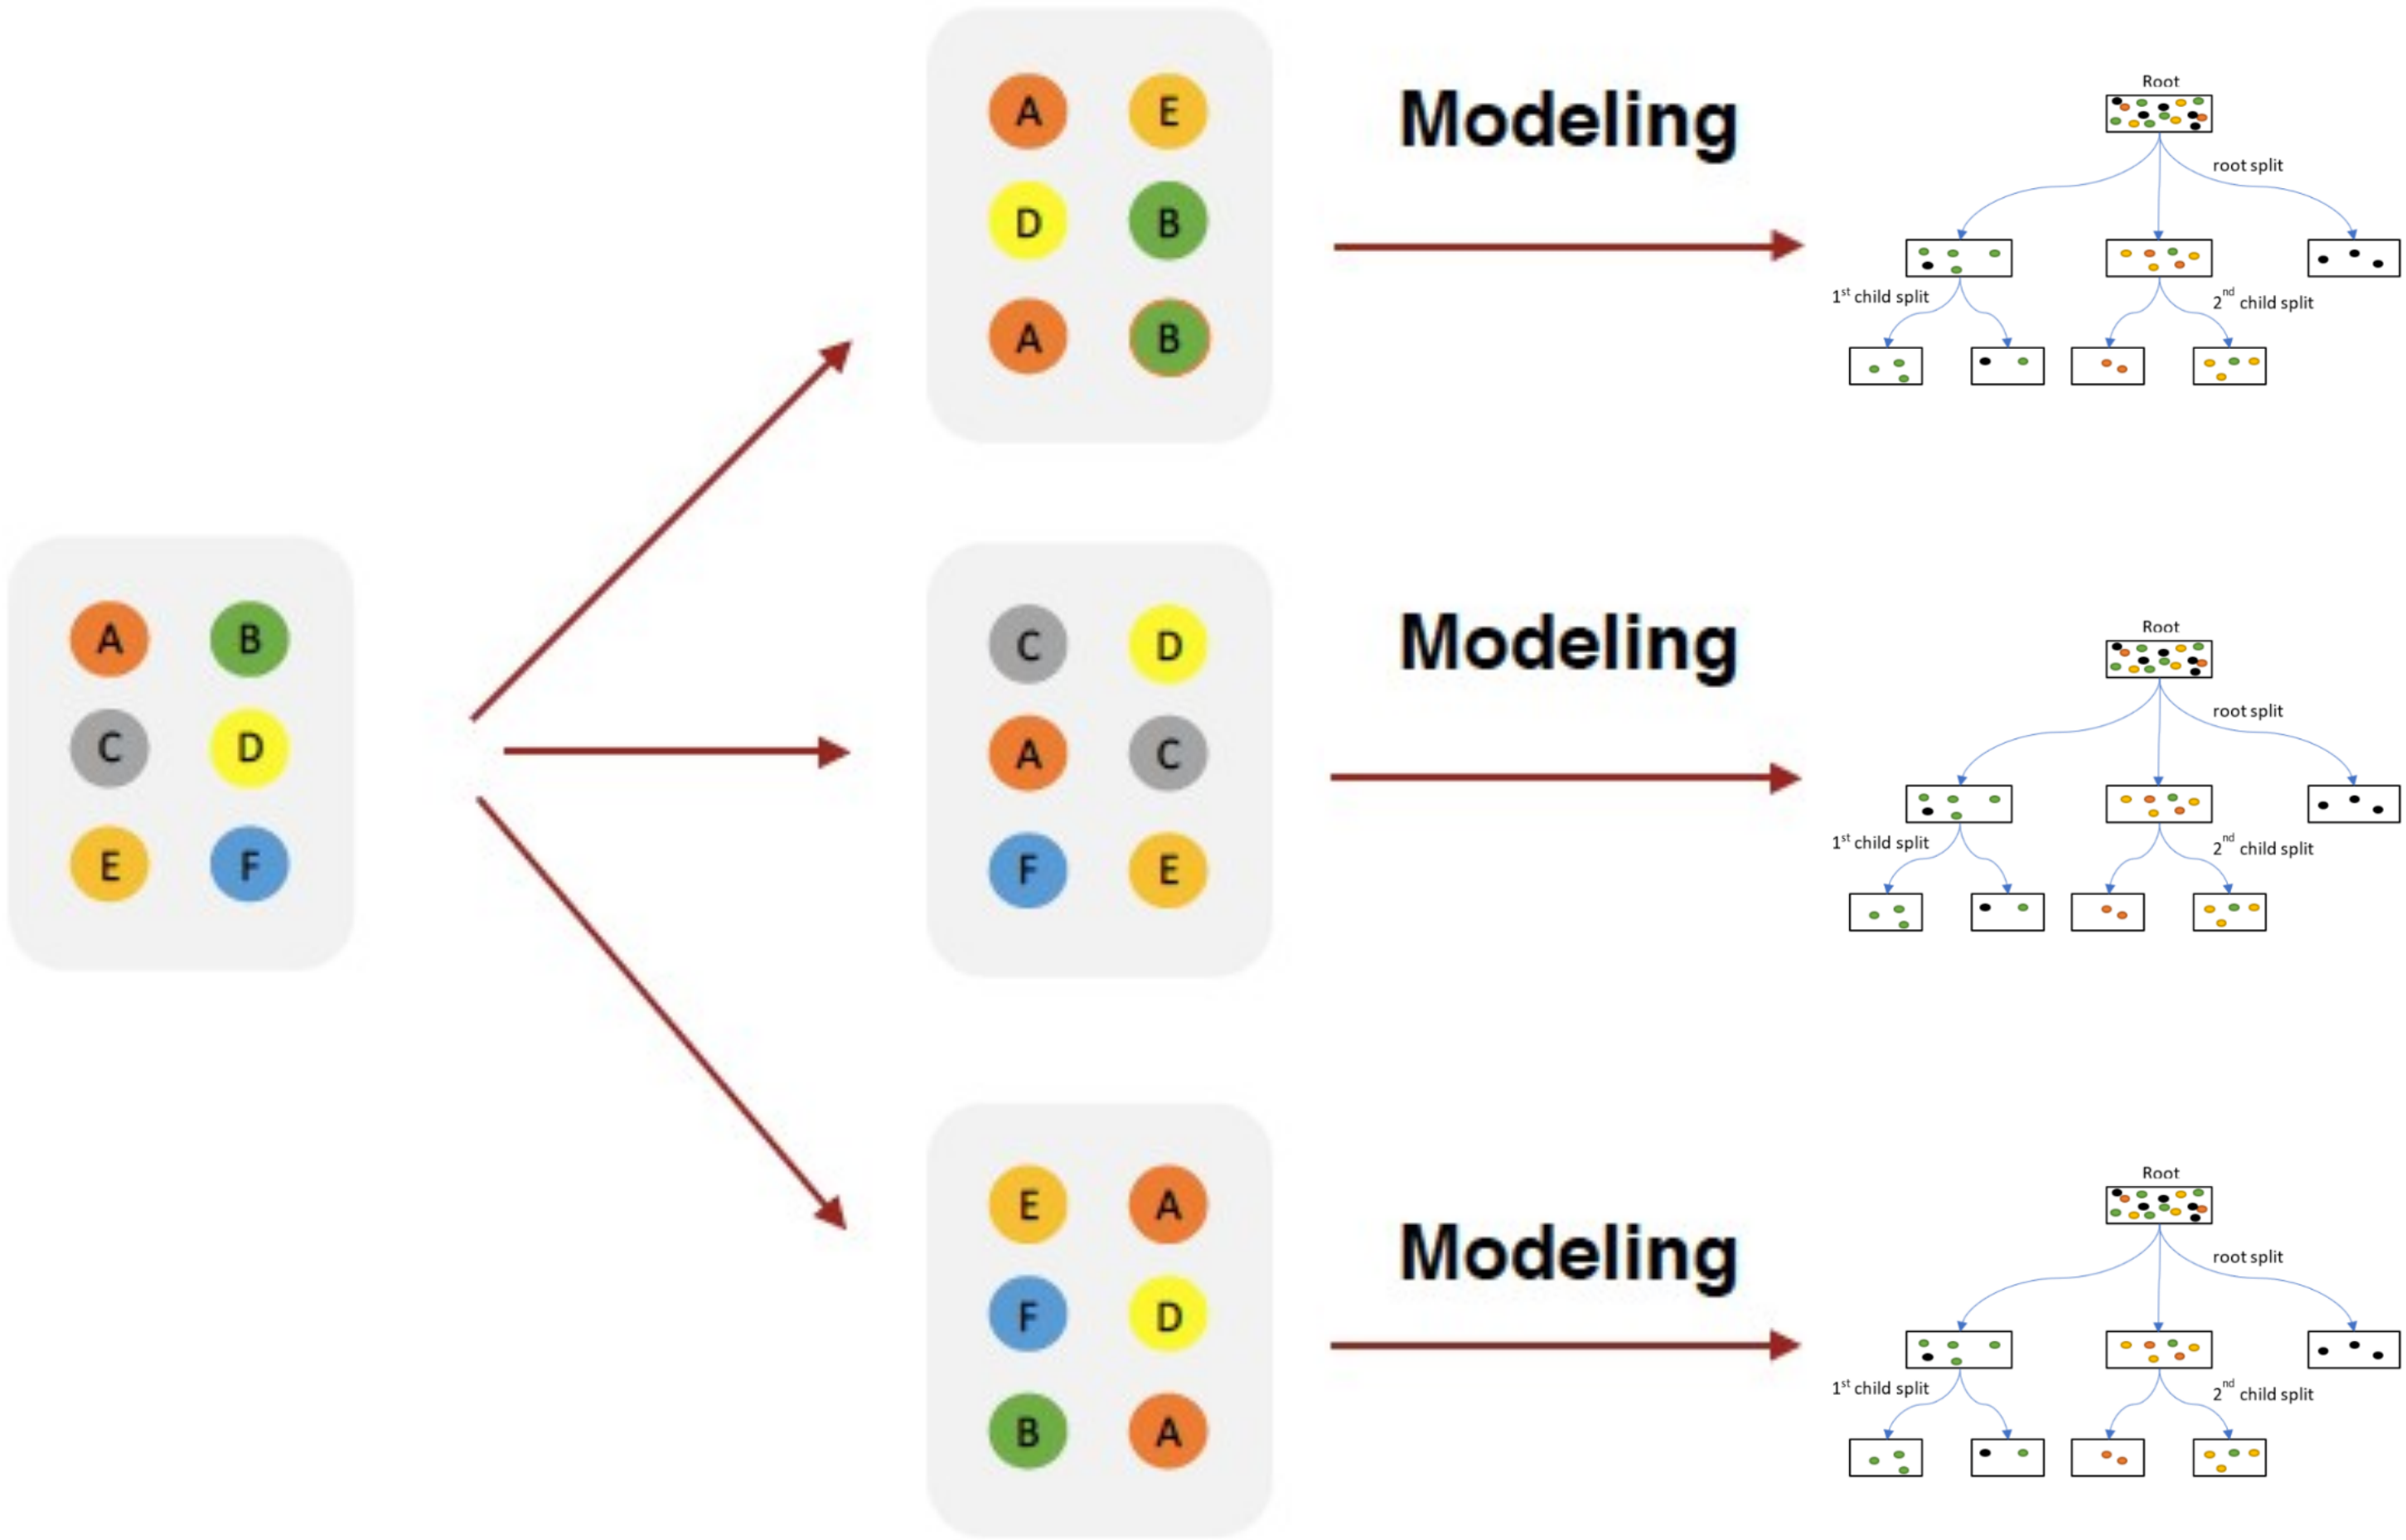 A B
C D
E F
A E
D B
A B
Modeling
Root
root split
1st child split
2nd child split
C D
A C
F E
Modeling
Root
root split
1st child split
2nd child split
E A
F D
B A
Modeling
Root
root split
1st child split
2nd child split